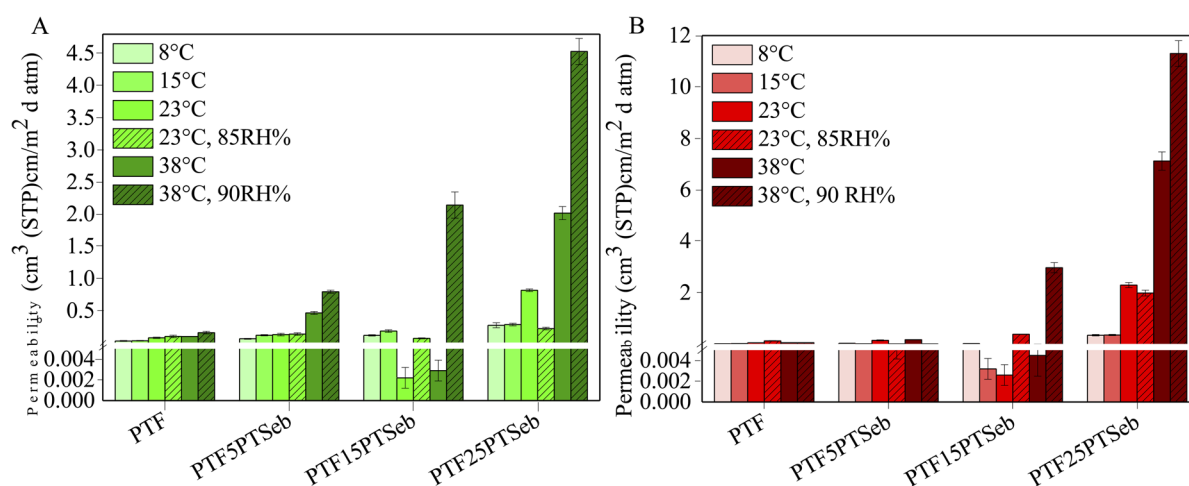 A
Permeability (cm³ (STP)cm/m² d atm)
4.5
4.0
3.5
3.0
2.5
2.0
1.5
1.0
0.5
0.004
0.002
0.000
8°C
15°C
23°C
23°C, 85RH%
38°C
38°C, 90RH%
PTF
PTF5PTSeb
PTF15PTSeb
PTF25PTSeb
B
Permeability (cm³ (STP)cm/m² d atm)
12
10
8
6
4
2
0.004
0.002
0.000
8°C
15°C
23°C
23°C, 85RH%
38°C
38°C, 90 RH%
PTF
PTF5PTSeb
PTF15PTSeb
PTF25PTSeb